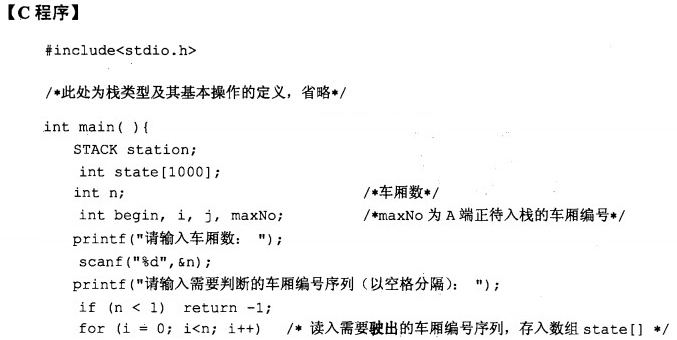 【C程序】
#include<stdio.h>
/*此处为栈类型及其基本操作的定义，省略*/
int main( ){
STACK station;
int state[1000];
int n; /*车厢数*/
int begin, i, j, maxNo; /*maxNo 为 A 端正待入栈的车厢编号*/
printf("请输入车厢数： ");
scanf("%d",&n);
printf("请输入需要判断的车厢编号序列（以空格分隔）： ");
if (n < 1) return -1;
for (i = 0; i<n; i++) /* 读入需要驶出的车厢编号序列，存入数组 state[] */